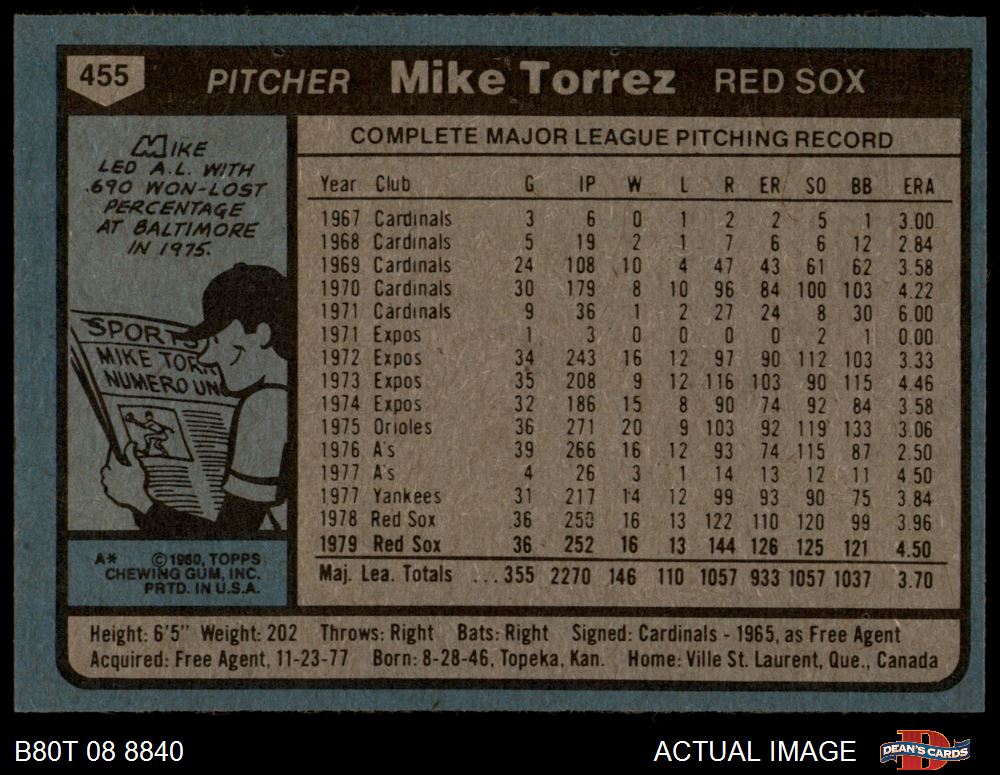 455 PITCHER Mike Torrez RED SOX
MIKE
LED A.L. WITH
.690 WON-LOST
PERCENTAGE
AT BALTIMORE
IN 1975.
SPORTS
MIKE TORR
NUMERO UN
A* ©1980, TOPPS
CHEWING GUM, INC.
PRTD. IN U.S.A.
COMPLETE MAJOR LEAGUE PITCHING RECORD
Year Club G IP W L R ER SO BB ERA
1967 Cardinals 3 6 0 1 2 2 5 1 3.00
1968 Cardinals 5 19 2 1 7 6 6 12 2.84
1969 Cardinals 24 108 10 4 47 43 61 62 3.58
1970 Cardinals 30 179 8 10 96 84 100 103 4.22
1971 Cardinals 9 36 1 2 27 24 8 30 6.00
1971 Expos 1 3 0 0 0 0 2 1 0.00
1972 Expos 34 243 16 12 97 90 112 103 3.33
1973 Expos 35 208 9 12 116 103 90 115 4.46
1974 Expos 32 186 15 8 90 74 92 84 3.58
1975 Orioles 36 271 20 9 103 92 119 133 3.06
1976 A's 39 266 16 12 93 74 115 87 2.50
1977 A's 4 26 3 1 14 13 12 11 4.50
1977 Yankees 31 217 14 12 99 93 90 75 3.84
1978 Red Sox 36 250 16 13 122 110 120 99 3.96
1979 Red Sox 36 252 16 13 144 126 125 121 4.50
Maj. Lea. Totals ...355 2270 146 110 1057 933 1057 1037 3.70
Height: 6'5" Weight: 202 Throws: Right Bats: Right Signed: Cardinals - 1965, as Free Agent
Acquired: Free Agent, 11-23-77 Born: 8-28-46, Topeka, Kan. Home: Ville St. Laurent, Que., Canada
B80T 08 8840 ACTUAL IMAGE DEAN'S CARDS